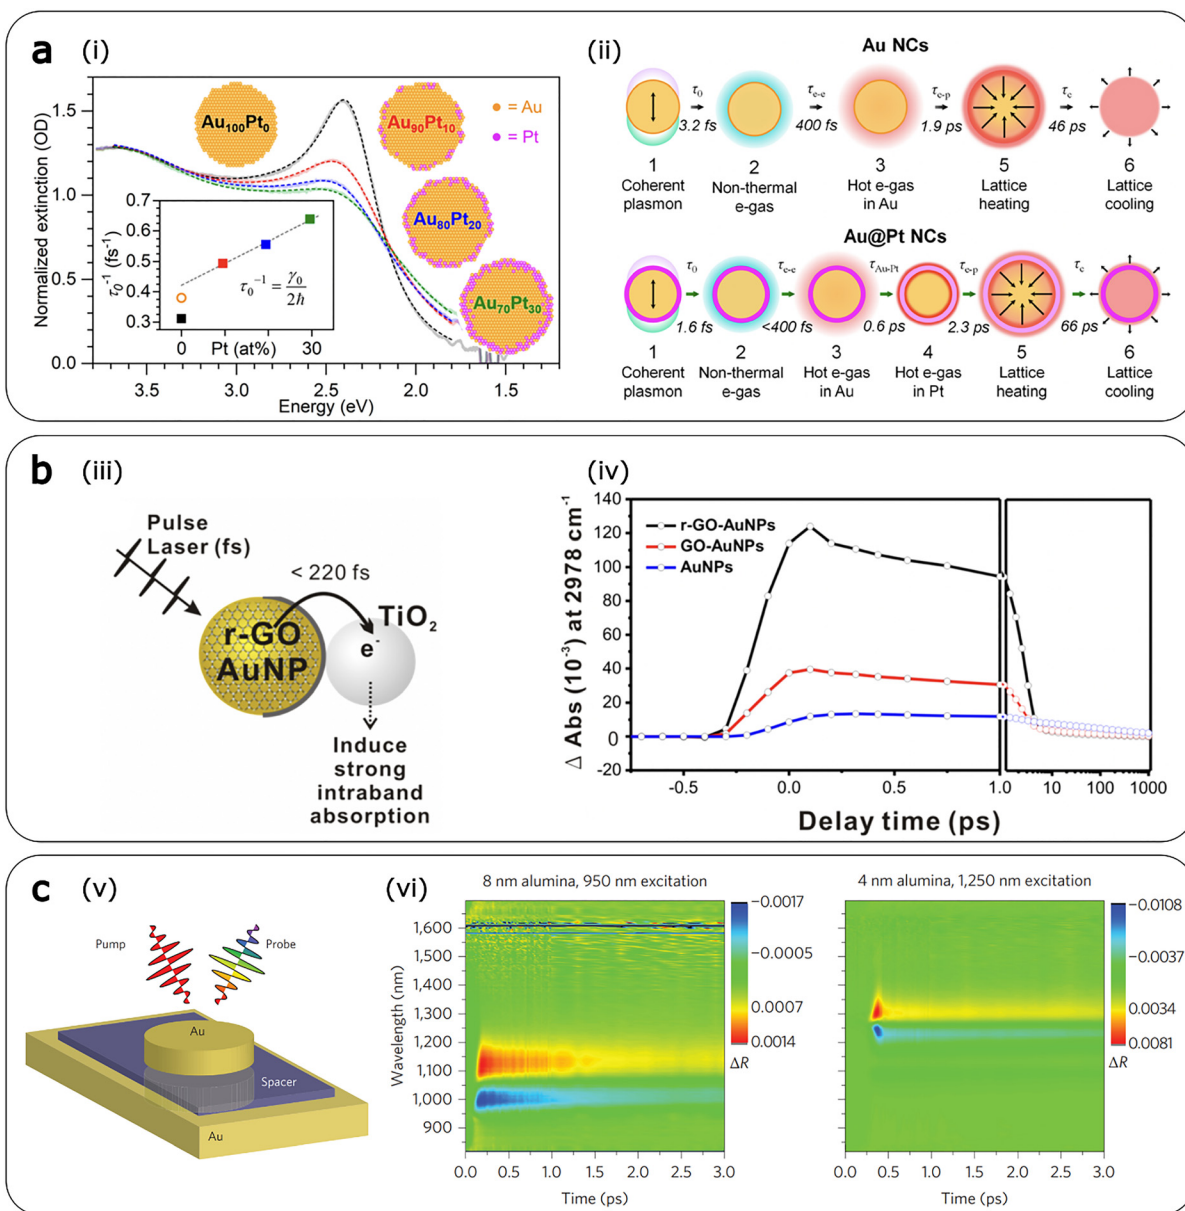 a (i)
1.5
1.0
0.5
0.0
Normalized extinction (OD)
3.5 3.0 2.5 2.0 1.5
Energy (eV)
Au₁₀₀Pt₀
Au₉₀Pt₁₀
Au₈₀Pt₂₀
Au₇₀Pt₃₀
= Au
= Pt
0.7
0.6
0.5
0.4
0.3
τ₀⁻¹ (fs⁻¹)
τ₀⁻¹ = γ₀/2ħ
0 Pt (at%) 30
(ii)
Au NCs
τ₀ τₑ₋ₑ τₑ₋ₚ τ_c
3.2 fs 400 fs 1.9 ps 46 ps
1 2 3 5 6
Coherent Non-thermal Hot e-gas Lattice Lattice
plasmon e-gas in Au heating cooling
Au@Pt NCs
τ₀ τₑ₋ₑ τ_Au-Pt τₑ₋ₚ τ_c
1.6 fs <400 fs 0.6 ps 2.3 ps 66 ps
1 2 3 4 5 6
Coherent Non-thermal Hot e-gas Hot e-gas Lattice Lattice
plasmon e-gas in Au in Pt heating cooling
b (iii)
Pulse
Laser (fs)
< 220 fs
r-GO
AuNP
TiO₂
e⁻
Induce
strong
intraband
absorption
(iv)
140
120
100
80
60
40
20
0
-20
Δ Abs (10⁻³) at 2978 cm⁻¹
r-GO-AuNPs
GO-AuNPs
AuNPs
-0.5 0.0 0.5 1.0 10 100 1000
Delay time (ps)
c (v)
Pump
Probe
Au
Spacer
Au
(vi)
8 nm alumina, 950 nm excitation
1,600
1,500
1,400
1,300
1,200
1,100
1,000
900
Wavelength (nm)
0.0 0.5 1.0 1.5 2.0 2.5 3.0
Time (ps)
−0.0017
−0.0005
0.0007
0.0014
ΔR
4 nm alumina, 1,250 nm excitation
0.0 0.5 1.0 1.5 2.0 2.5 3.0
Time (ps)
−0.0108
−0.0037
0.0034
0.0081
ΔR